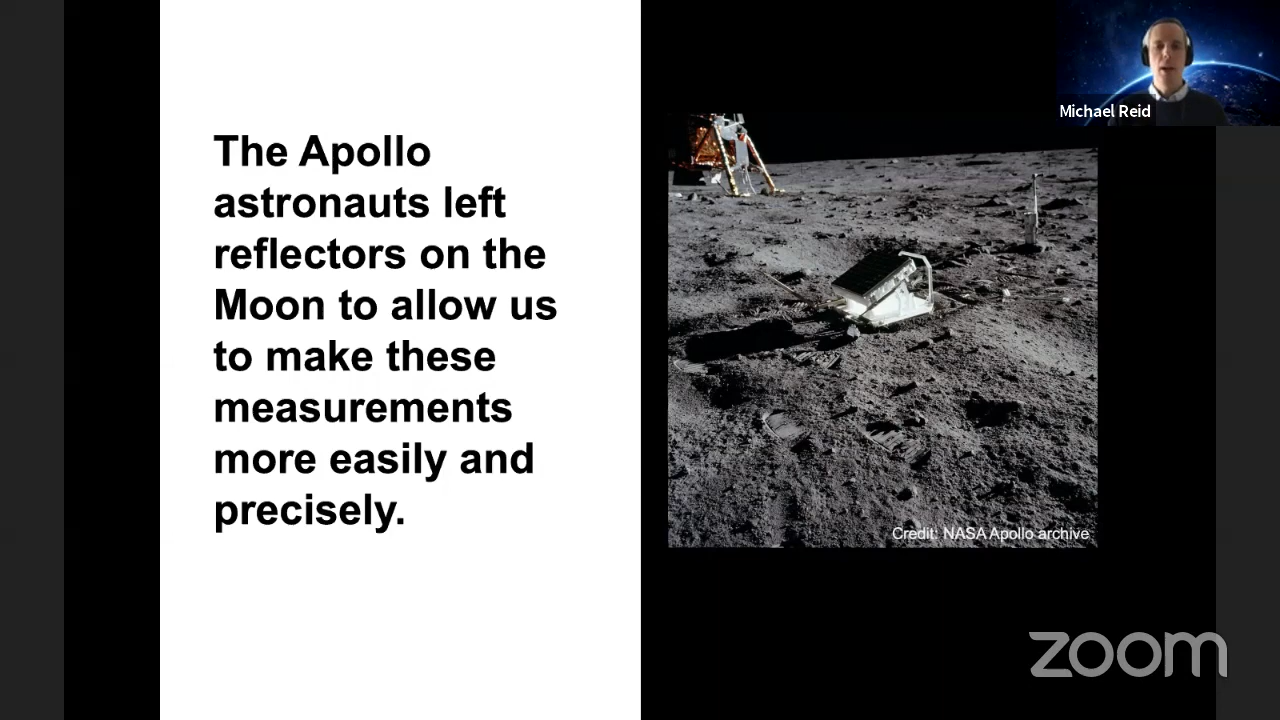 Michael Reid
The Apollo
astronauts left
reflectors on the
Moon to allow us
to make these
measurements
more easily and
precisely.
Credit: NASA Apollo archive
zoom